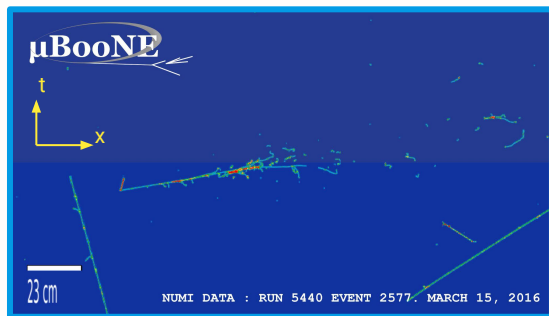 μBooNE
t
x
23 cm
NUMI DATA : RUN 5440 EVENT 2577. MARCH 15, 2016